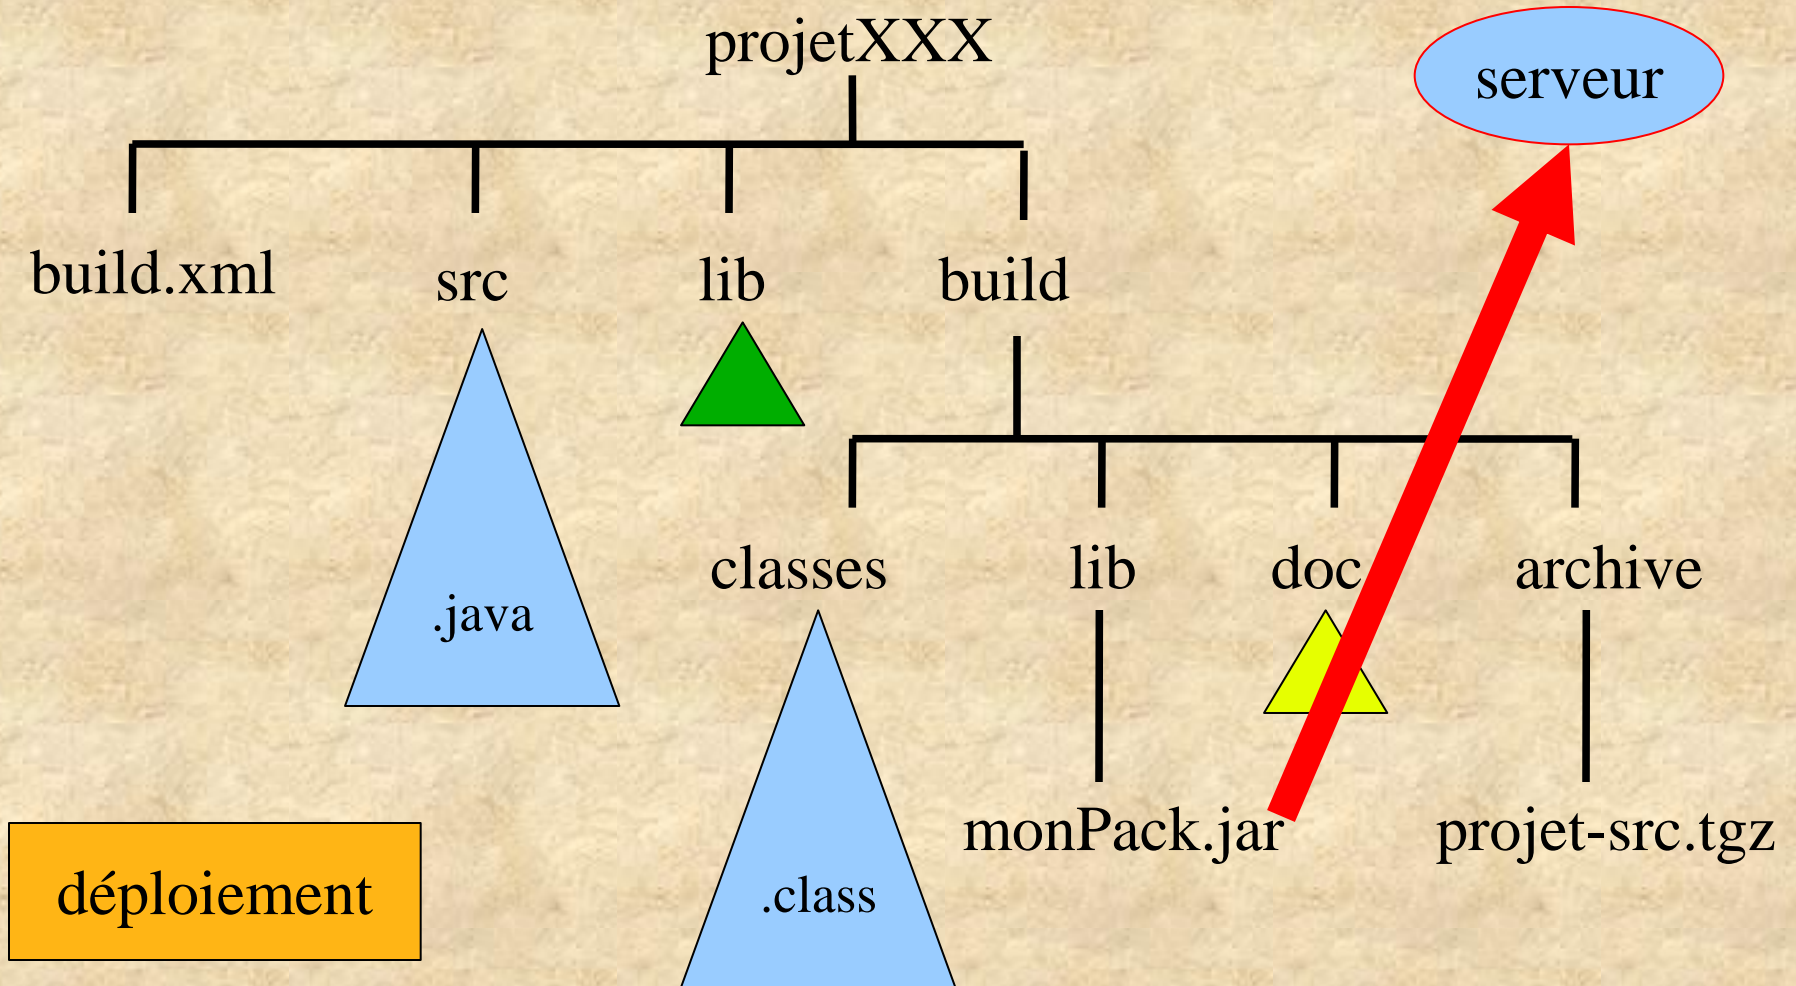 projetXXX
serveur
build.xml
src
lib
build
classes
lib
doc
archive
.java
monPack.jar
projet-src.tgz
déploiement
.class